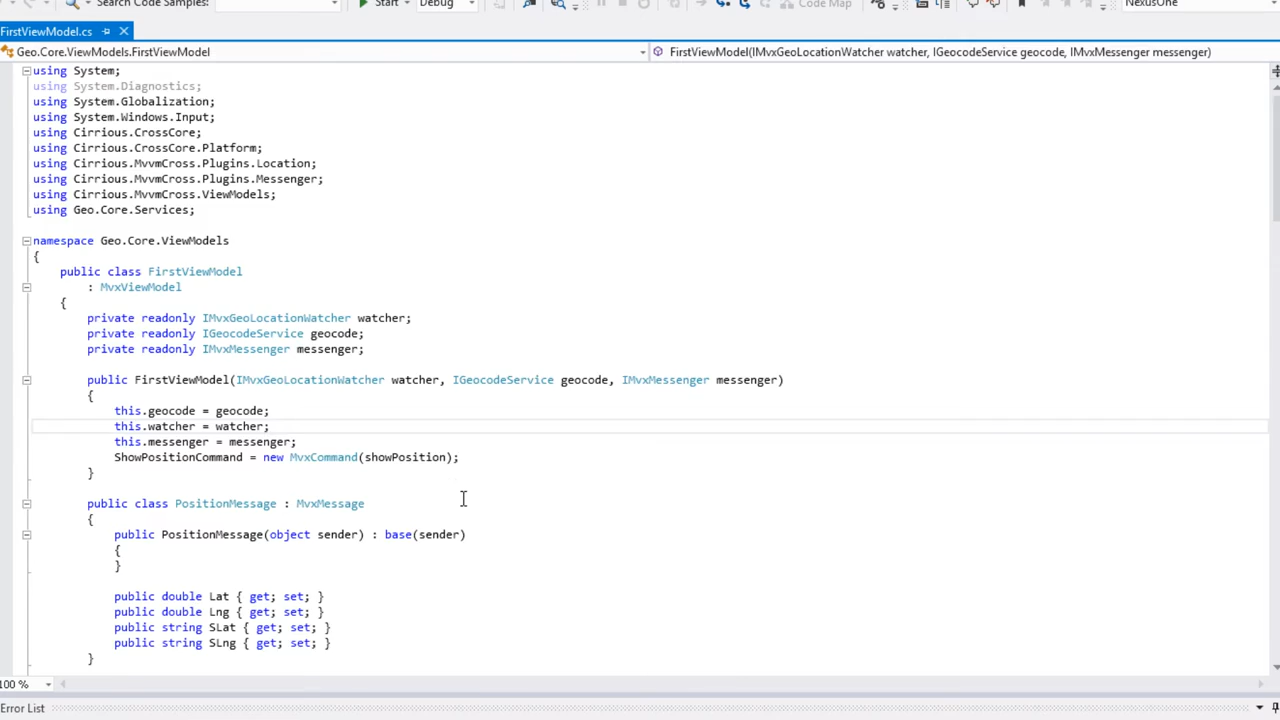 Search Code Samples. Start Debug Code Map NexusOne
FirstViewModel.cs
Geo.Core.ViewModels.FirstViewModel FirstViewModel(IMvxGeoLocationWatcher watcher, IGeocodeService geocode, IMvxMessenger messenger)
using System;
using System.Diagnostics;
using System.Globalization;
using System.Windows.Input;
using Cirrious.CrossCore;
using Cirrious.CrossCore.Platform;
using Cirrious.MvvmCross.Plugins.Location;
using Cirrious.MvvmCross.Plugins.Messenger;
using Cirrious.MvvmCross.ViewModels;
using Geo.Core.Services;
namespace Geo.Core.ViewModels
{
public class FirstViewModel
: MvxViewModel
{
private readonly IMvxGeoLocationWatcher watcher;
private readonly IGeocodeService geocode;
private readonly IMvxMessenger messenger;
public FirstViewModel(IMvxGeoLocationWatcher watcher, IGeocodeService geocode, IMvxMessenger messenger)
{
this.geocode = geocode;
this.watcher = watcher;
this.messenger = messenger;
ShowPositionCommand = new MvxCommand(showPosition);
}
public class PositionMessage : MvxMessage
{
public PositionMessage(object sender) : base(sender)
{
}
public double Lat { get; set; }
public double Lng { get; set; }
public string SLat { get; set; }
public string SLng { get; set; }
}
100 %
Error List